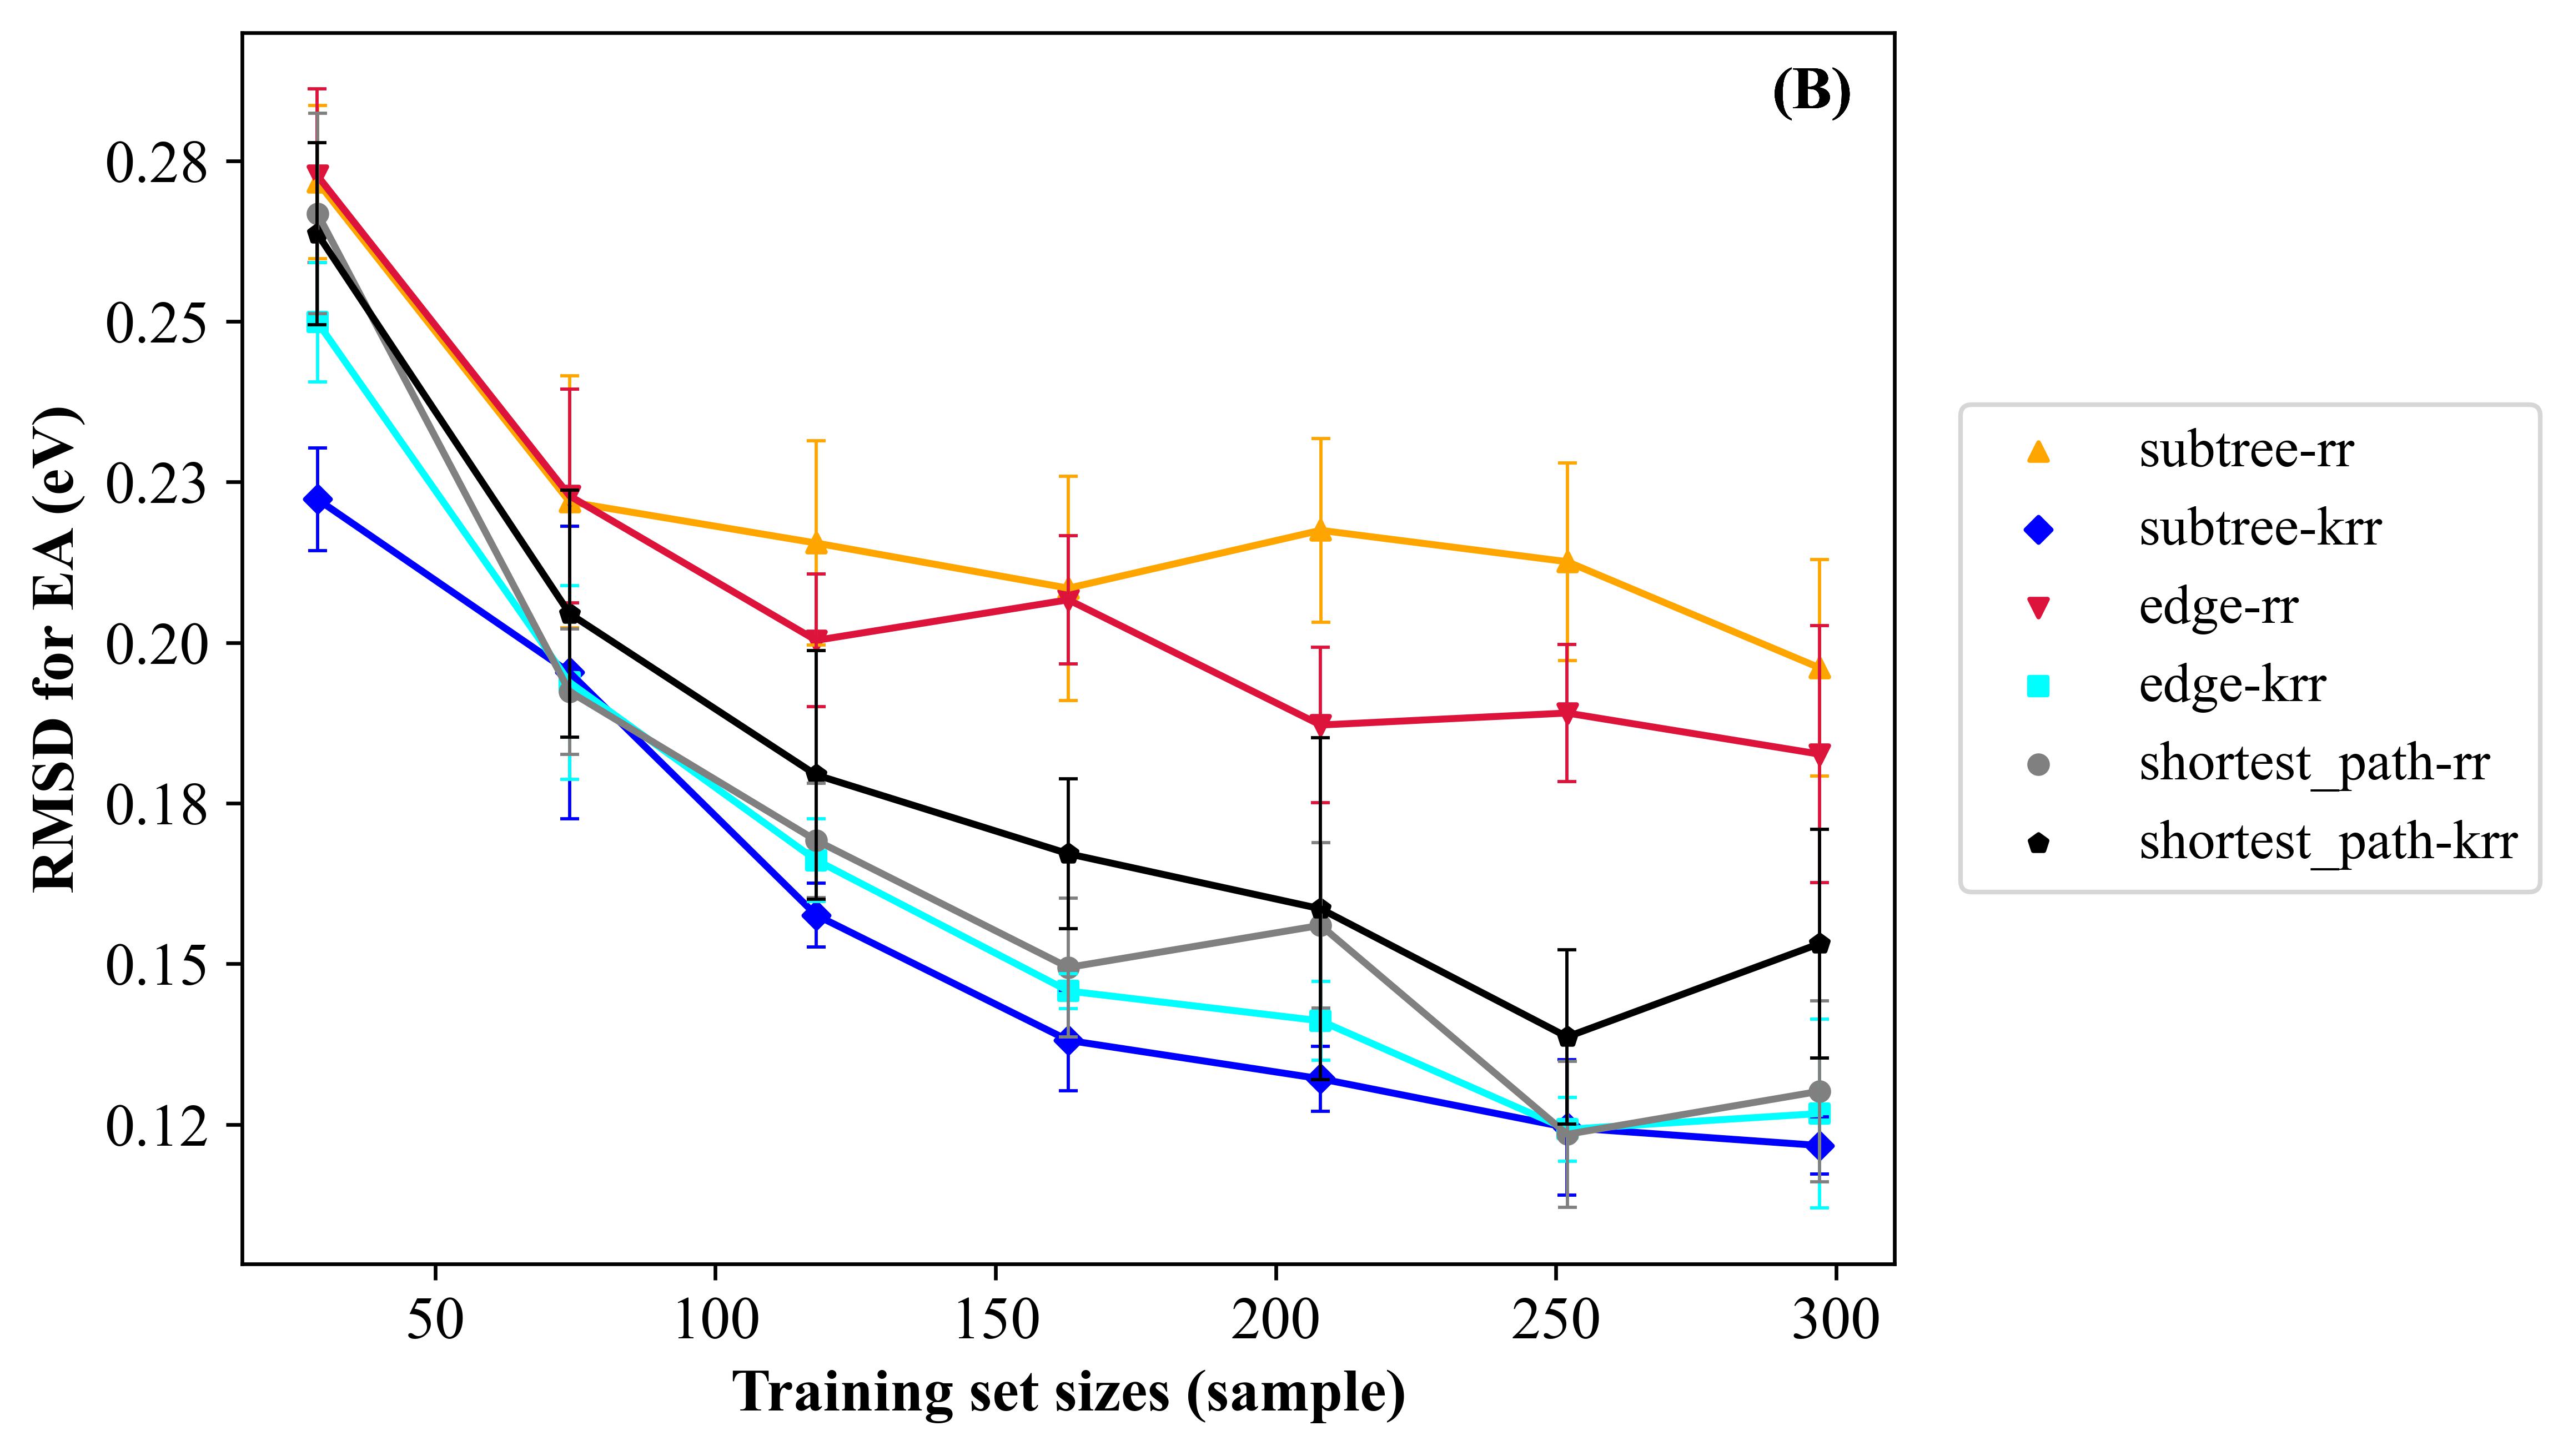 (B)
0.28
0.25
0.23
0.20
0.18
0.15
0.12
RMSD for EA (eV)
50 100 150 200 250 300
Training set sizes (sample)
subtree-rr
subtree-krr
edge-rr
edge-krr
shortest_path-rr
shortest_path-krr